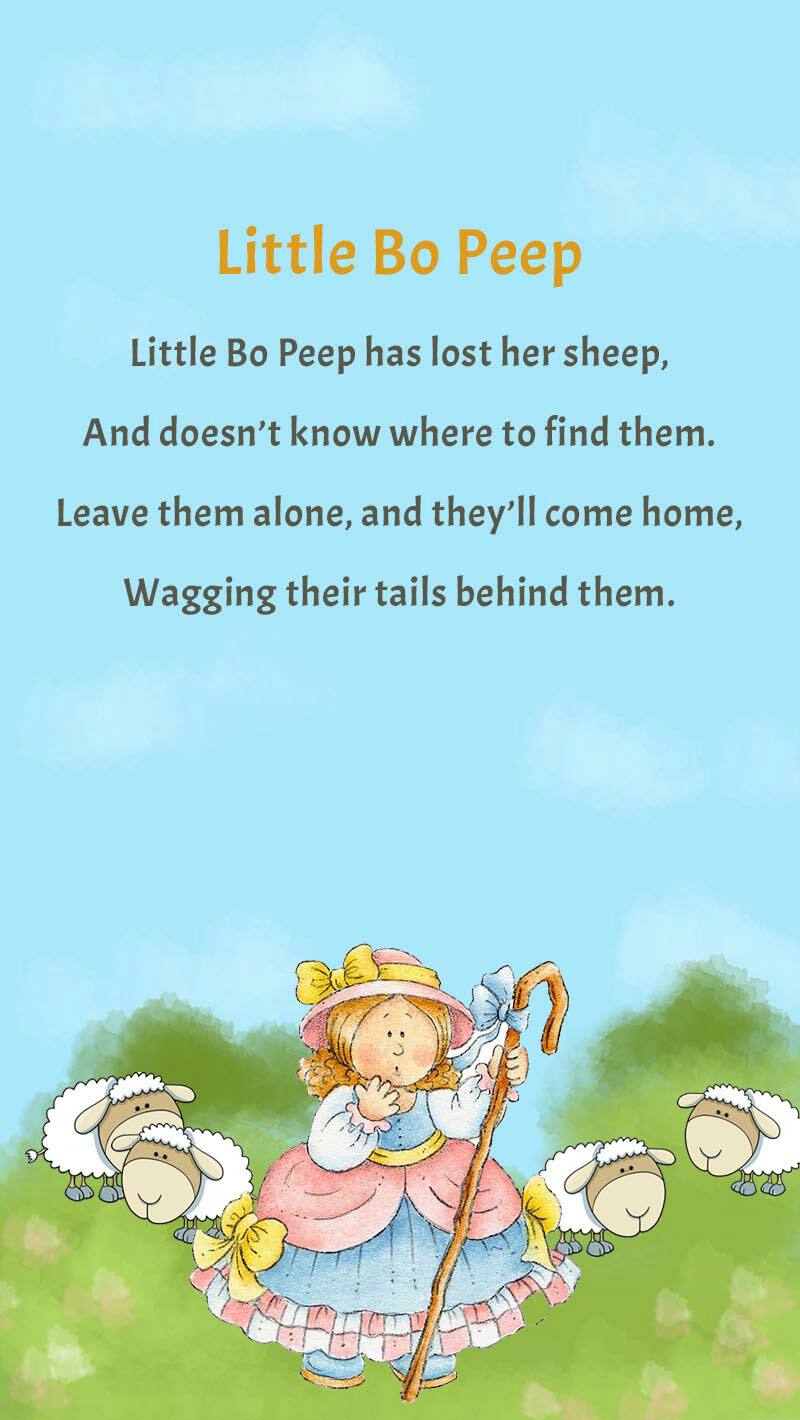 Little Bo Peep
Little Bo Peep has lost her sheep,
And doesn’t know where to find them.
Leave them alone, and they’ll come home,
Wagging their tails behind them.